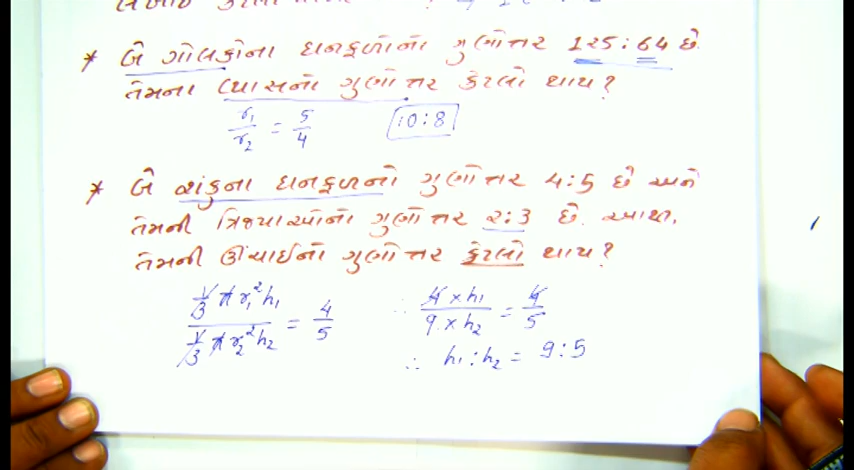 * બે ગોલકોના ઘનફળોનો ગુણોત્તર 125:64 છે.
તેમના વ્યાસનો ગુણોત્તર કેટલો થાય?
r₁/r₂ = 5/4 10:8
* બે શંકુના ઘનફળનો ગુણોત્તર 4:5 છે અને
તેમની ત્રિજ્યાઓનો ગુણોત્તર 2:3 છે. આથી,
તેમની ઊંચાઈનો ગુણોત્તર કેટલો થાય?
1/3 π r₁² h₁ / 1/3 π r₂² h₂ = 4/5 ∴ 4 × h₁ / 9 × h₂ = 4/5
∴ h₁ : h₂ = 9:5